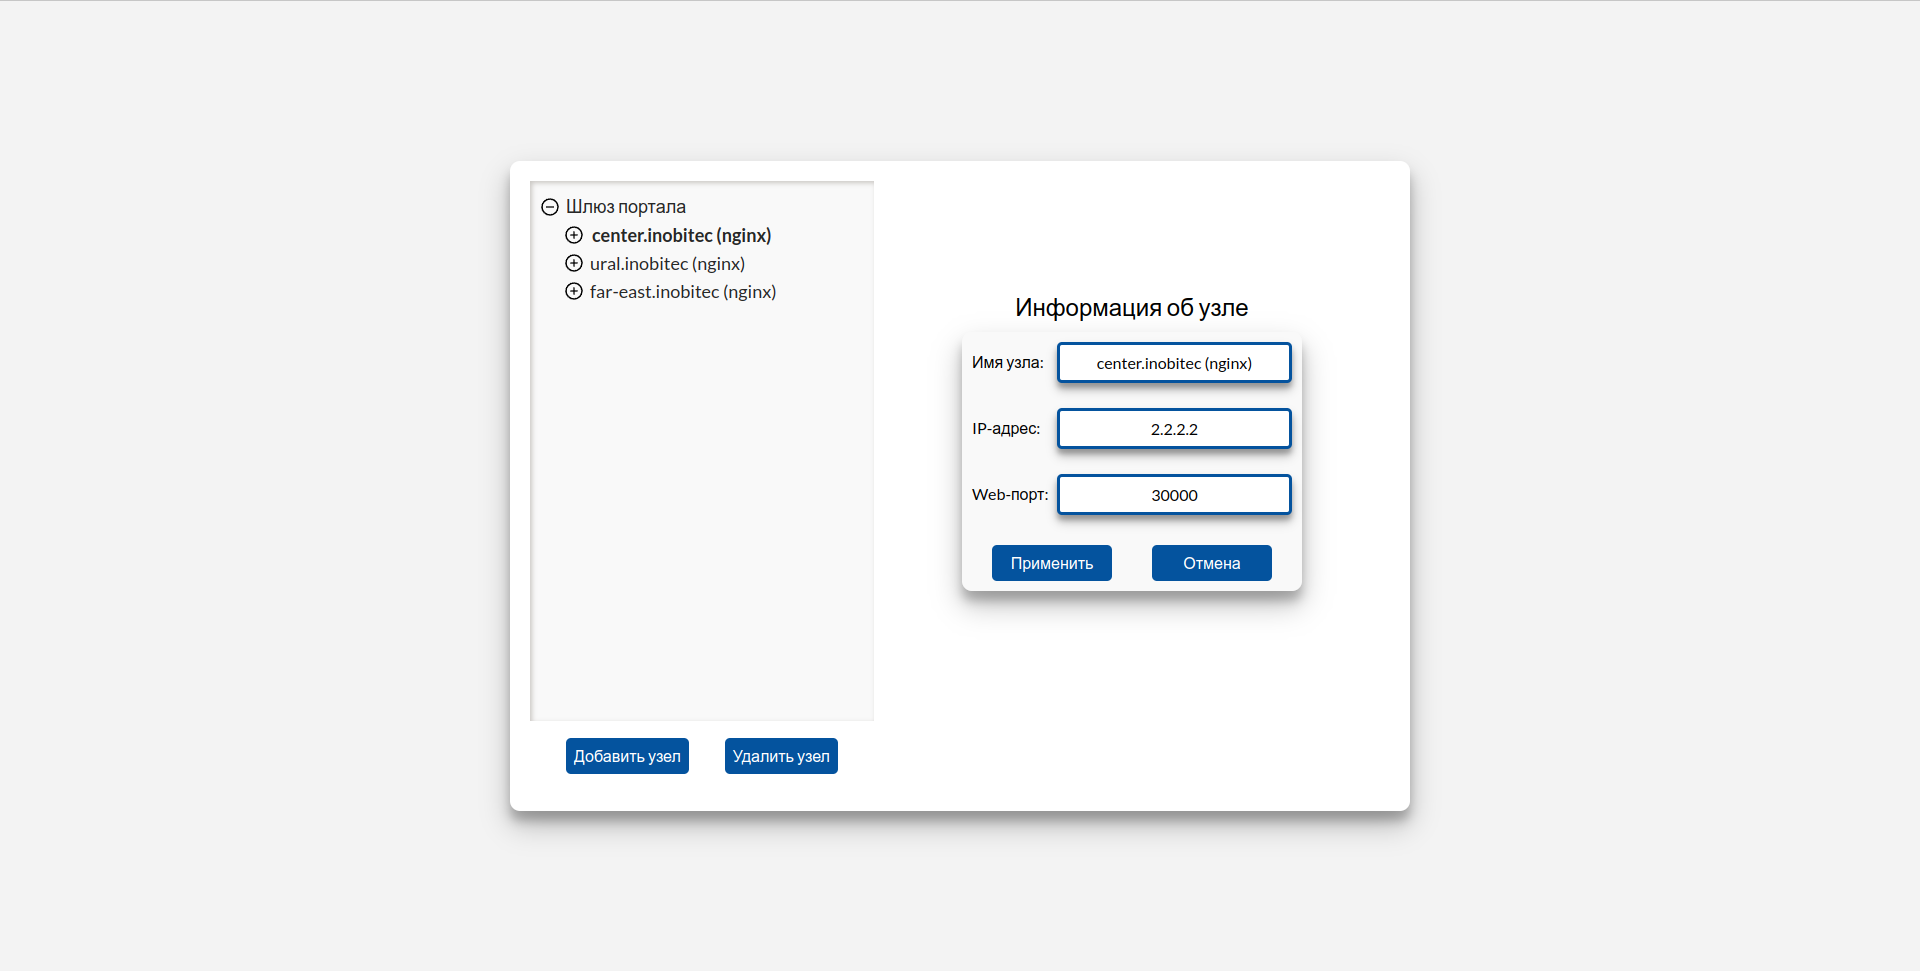 Шлюз портала
center.inobitec (nginx)
ural.inobitec (nginx)
far-east.inobitec (nginx)
Добавить узел
Удалить узел
Информация об узле
Имя узла: center.inobitec (nginx)
IP-адрес: 2.2.2.2
Web-порт: 30000
Применить
Отмена